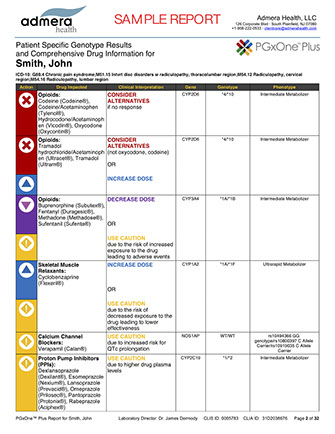 admera
health
SAMPLE REPORT
Admera Health, LLC
126 Corporate Blvd · South Plainfield, NJ 07080
+1-908-222-0533 · clientcare@admerahealth.com
PGxOne™ Plus
Patient Specific Genotype Results
and Comprehensive Drug Information for
Smith, John
ICD-10 G89.4 Chronic pain syndrome;M51.15 Intvrt disc disorders w radiculopathy, thoracolumbar region;M54.12 Radiculopathy, cervical
region;M54.16 Radiculopathy, lumbar region
Action Drug Impacted Clinical Interpretation Gene Genotype Phenotype
Opioids:
Codeine (Codeine®),
Codeine/Acetaminophen
(Tylenol),
Hydrocodone/Acetaminoph
en (Vicodin®), Oxycodone
(Oxycontin®)
CONSIDER
ALTERNATIVES
if no response
CYP2D6 *4/*10 Intermediate Metabolizer
Opioids:
Tramadol
hydrochloride/Acetaminoph
en (Ultracet®), Tramadol
(Ultram®)
CONSIDER
ALTERNATIVES
(not oxycodone, codeine)
OR
INCREASE DOSE
CYP2D6 *4/*10 Intermediate Metabolizer
Opioids:
Buprenorphine (Subutex®),
Fentanyl (Duragesic®),
Methadone (Methadose®),
Sufentanil (Sufenta®)
DECREASE DOSE
OR
USE CAUTION
due to the risk of increased
exposure to the drug
leading to adverse events
CYP3A4 *1A/*1B Intermediate Metabolizer
Skeletal Muscle
Relaxants:
Cyclobenzaprine
(Flexeril®)
INCREASE DOSE
OR
USE CAUTION
due to the risk of
decreased exposure to the
drug leading to lower
effectiveness
CYP1A2 *1A/*1F Ultrarapid Metabolizer
Calcium Channel
Blockers:
Verapamil (Calan®)
USE CAUTION
due to increased risk for
QTc prolongation
NOS1AP WT/WT rs10494366 GG
genotype/rs10800397 C Allele
Carrier/rs10919035 C Allele
Carrier
Proton Pump Inhibitors
(PPIs):
Dexlansoprazole
(Dexilant®), Esomeprazole
(Nexium®), Lansoprazole
(Prevacid®), Omeprazole
(Prilosec®), Pantoprazole
(Protonix®), Rabeprazole
(Aciphex®)
USE CAUTION
due to higher drug plasma
levels
CYP2C19 *1/*2 Intermediate Metabolizer
PGxOne™ Plus Report for Smith, John Laboratory Director: Dr. James Dermody CLIS ID: 0005783 CLIA ID: 31D2038676 Page 2 of 32